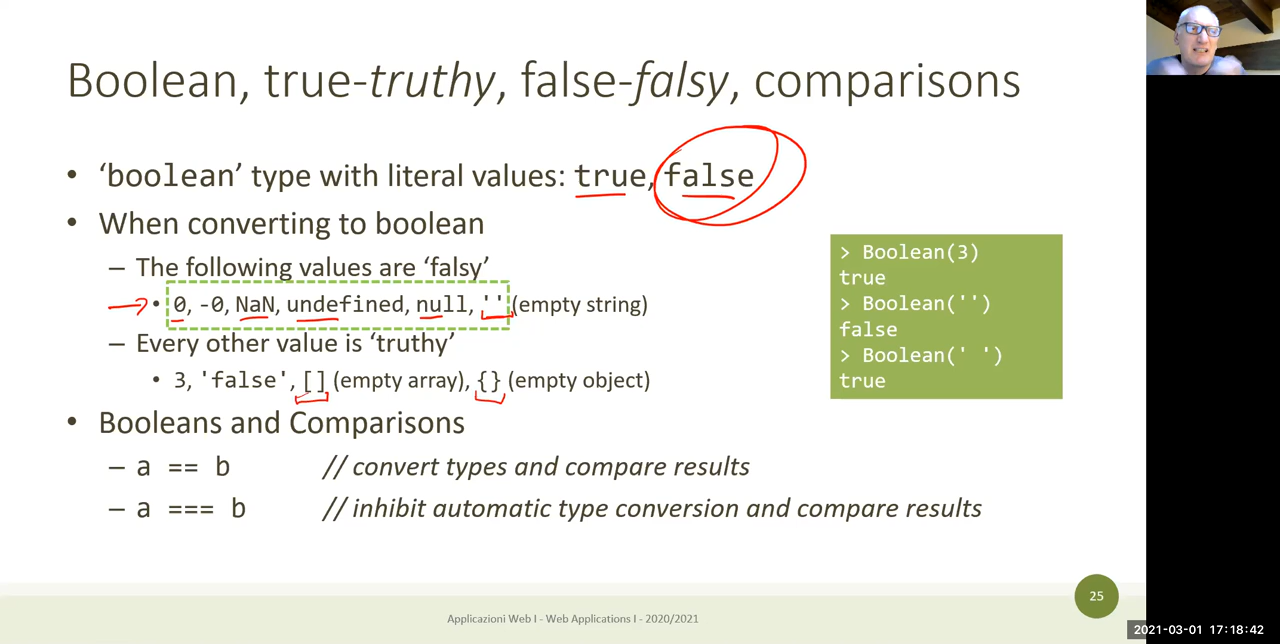 Boolean, true-truthy, false-falsy, comparisons
• ‘boolean’ type with literal values: true, false
• When converting to boolean
– The following values are ‘falsy’
• 0, -0, NaN, undefined, null, '' (empty string)
– Every other value is ‘truthy’
• 3, 'false', [] (empty array), {} (empty object)
• Booleans and Comparisons
– a == b // convert types and compare results
– a === b // inhibit automatic type conversion and compare results
> Boolean(3)
true
> Boolean('')
false
> Boolean(' ')
true
Applicazioni Web I - Web Applications I - 2020/2021
25
2021-03-01 17:18:42